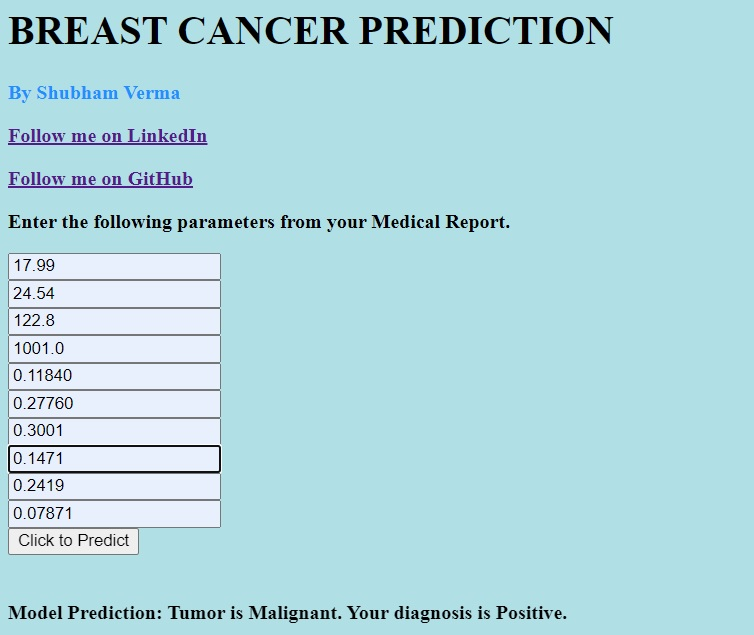 BREAST CANCER PREDICTION
By Shubham Verma
Follow me on LinkedIn
Follow me on GitHub
Enter the following parameters from your Medical Report.
17.99
24.54
122.8
1001.0
0.11840
0.27760
0.3001
0.1471
0.2419
0.07871
Click to Predict
Model Prediction: Tumor is Malignant. Your diagnosis is Positive.